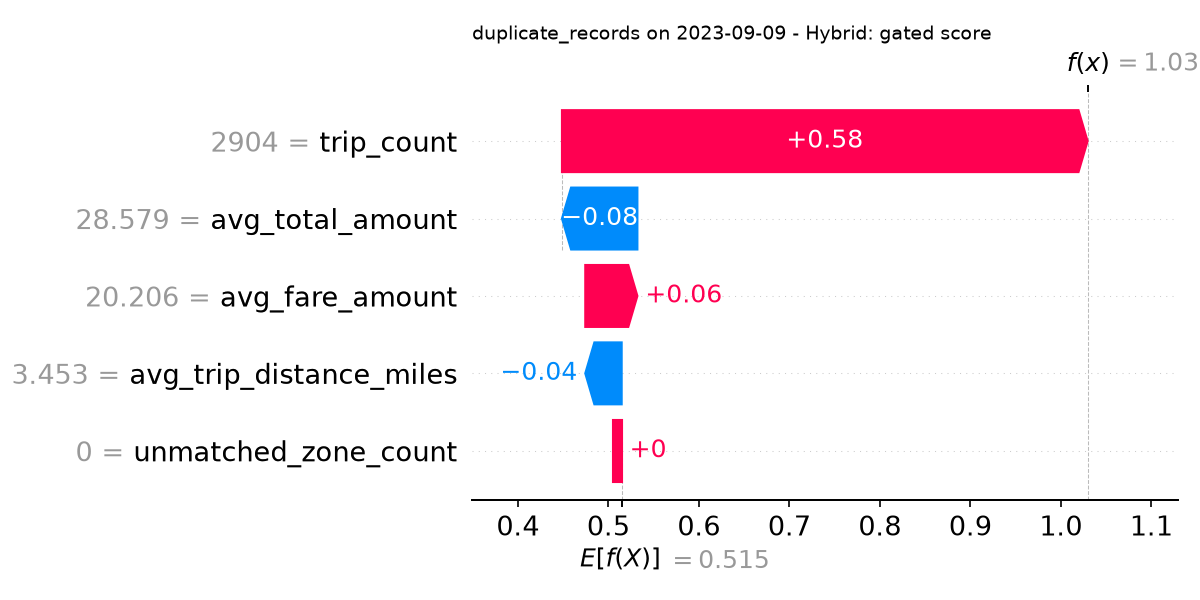 duplicate_records on 2023-09-09 - Hybrid: gated score
f(x) = 1.03
2904 = trip_count
+0.58
28.579 = avg_total_amount
−0.08
20.206 = avg_fare_amount
+0.06
3.453 = avg_trip_distance_miles
−0.04
0 = unmatched_zone_count
+0
0.4 0.5 0.6 0.7 0.8 0.9 1.0 1.1
E[f(X)] = 0.515